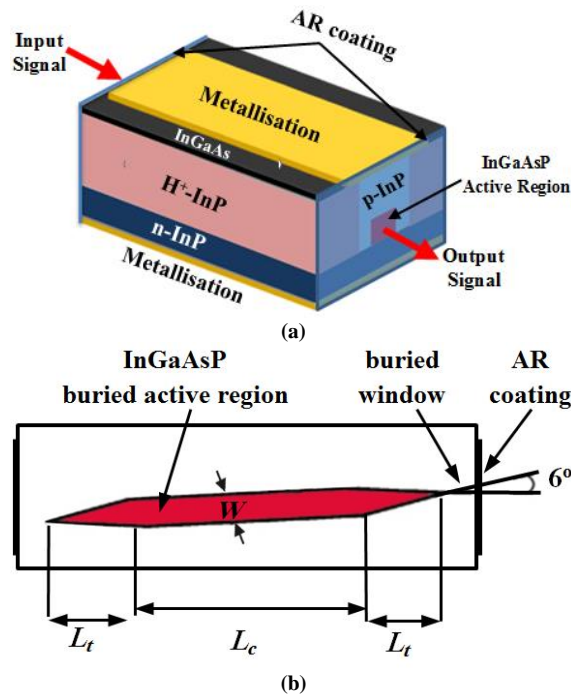 Input
Signal
AR coating
Metallisation
InGaAs
H⁺-InP
n-InP
Metallisation
p-InP
InGaAsP
Active Region
Output
Signal
(a)
InGaAsP
buried active region
buried
window
AR
coating
W
6º
Lₜ
L_c
Lₜ
(b)